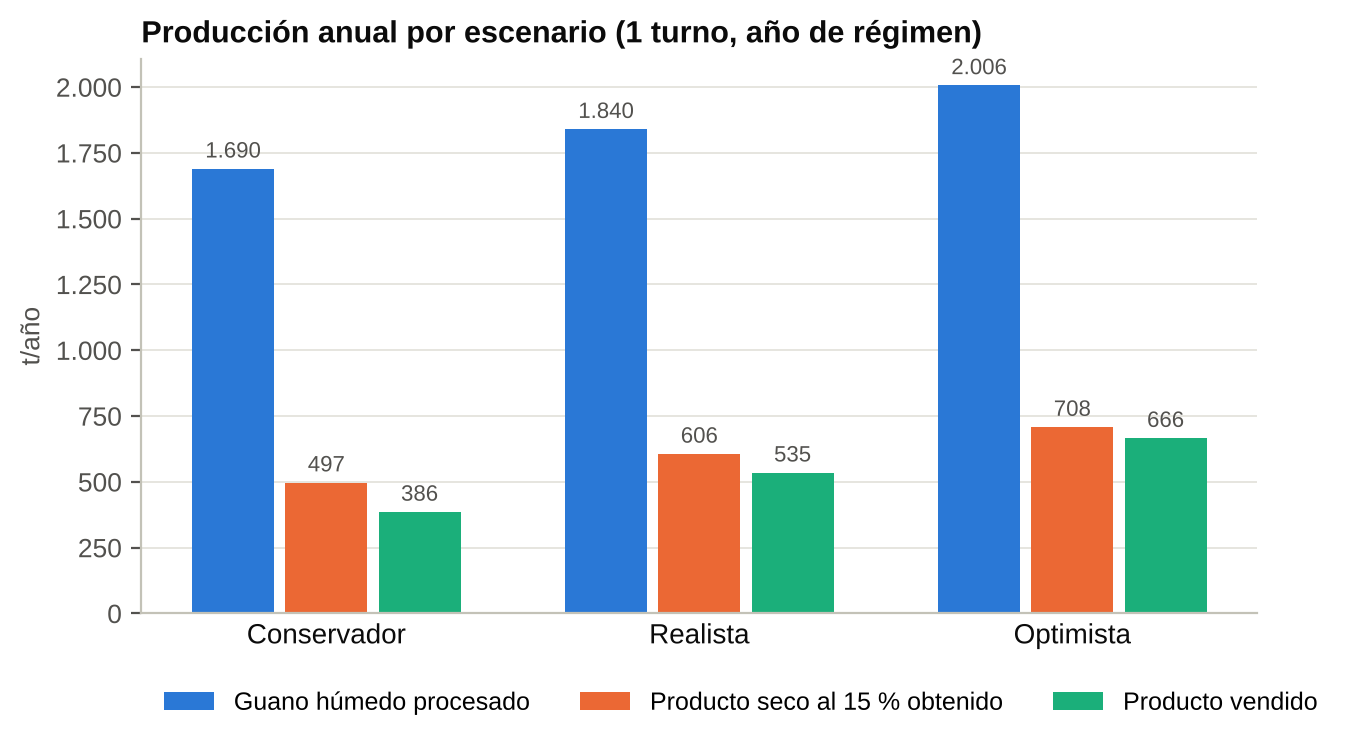 Producción anual por escenario (1 turno, año de régimen)
t/año
2.000
1.750
1.500
1.250
1.000
750
500
250
0
1.690
497
386
1.840
606
535
2.006
708
666
Conservador
Realista
Optimista
Guano húmedo procesado
Producto seco al 15 % obtenido
Producto vendido